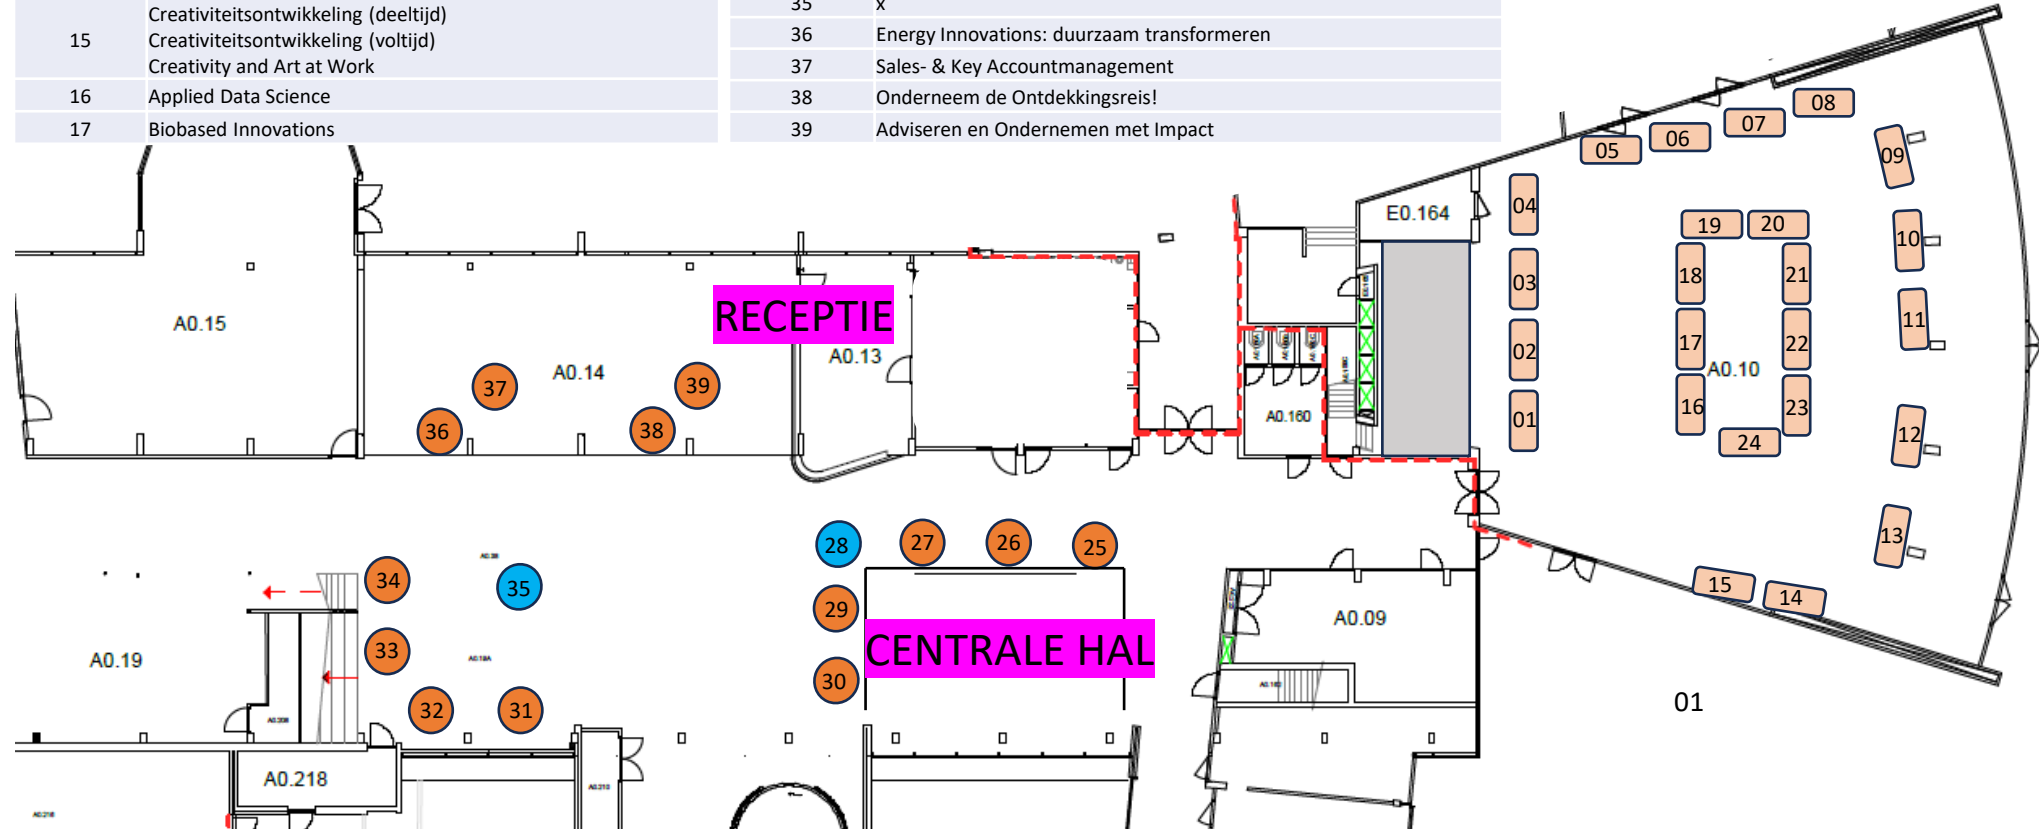 Creativiteitsontwikkeling (deeltijd)
15 Creativiteitsontwikkeling (voltijd)
Creativity and Art at Work
16 Applied Data Science
17 Biobased Innovations
35 x
36 Energy Innovations: duurzaam transformeren
37 Sales- & Key Accountmanagement
38 Onderneem de Ontdekkingsreis!
39 Adviseren en Ondernemen met Impact
08
07
06
05
09
04
E0.164
19 20
10
03
18
21
11
A0.15
RECEPTIE
A0.13
02
17
22
A0.10
A0.14
37
39
36
38
A0.160
01
16
23
24
12
28
27
26
25
13
34
35
15
14
29
A0.09
33
A0.19
CENTRALE HAL
A0.19A
30
32
31
01
A0.218